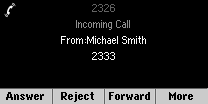 2326
Incoming Call
From:Michael Smith
2333
Answer Reject Forward More